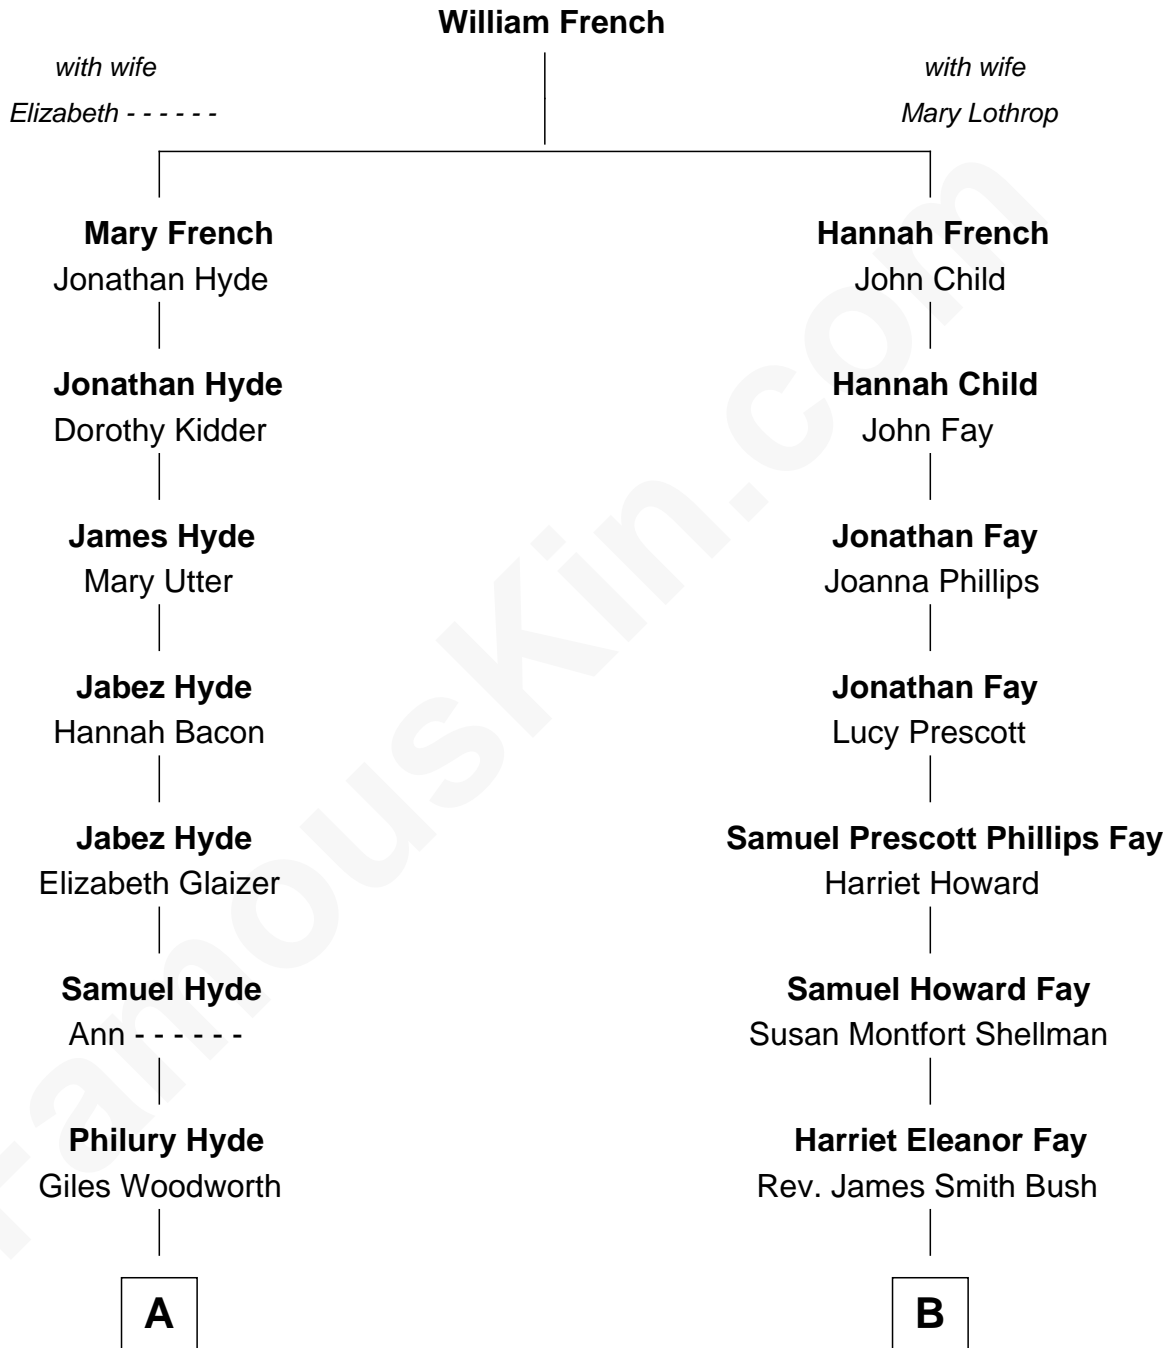 William French
with wife
Elizabeth - - - - - -
with wife
Mary Lothrop
Mary French
Jonathan Hyde
Hannah French
John Child
Jonathan Hyde
Dorothy Kidder
Hannah Child
John Fay
James Hyde
Mary Utter
Jonathan Fay
Joanna Phillips
Jabez Hyde
Hannah Bacon
Jonathan Fay
Lucy Prescott
Jabez Hyde
Elizabeth Glaizer
Samuel Prescott Phillips Fay
Harriet Howard
Samuel Hyde
Ann - - - - - -
Samuel Howard Fay
Susan Montfort Shellman
Philury Hyde
Giles Woodworth
Harriet Eleanor Fay
Rev. James Smith Bush
A
B
FamousKin.com